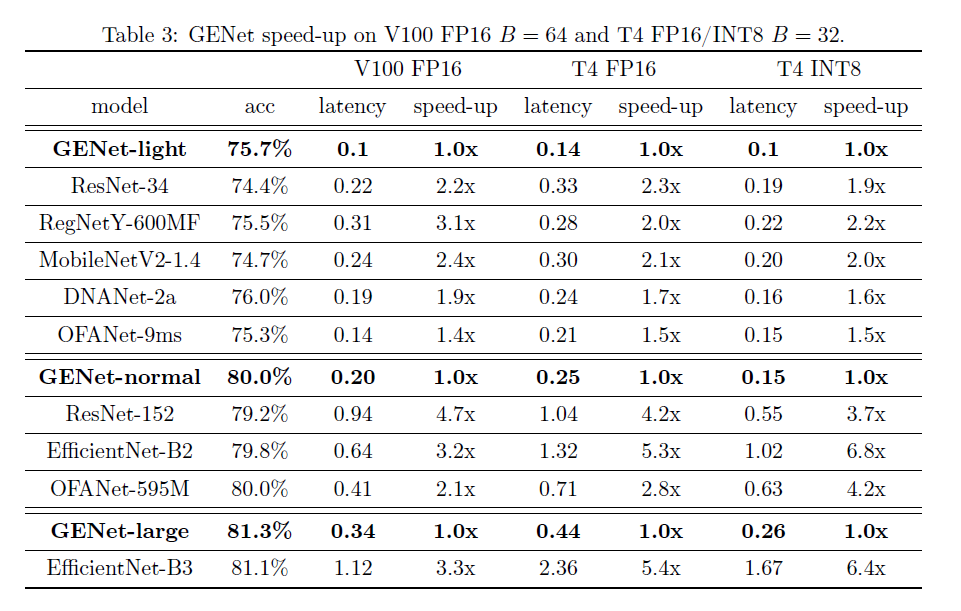 Table 3: GENet speed-up on V100 FP16 B = 64 and T4 FP16/INT8 B = 32.
V100 FP16 T4 FP16 T4 INT8
model acc latency speed-up latency speed-up latency speed-up
GENet-light 75.7% 0.1 1.0x 0.14 1.0x 0.1 1.0x
ResNet-34 74.4% 0.22 2.2x 0.33 2.3x 0.19 1.9x
RegNetY-600MF 75.5% 0.31 3.1x 0.28 2.0x 0.22 2.2x
MobileNetV2-1.4 74.7% 0.24 2.4x 0.30 2.1x 0.20 2.0x
DNANet-2a 76.0% 0.19 1.9x 0.24 1.7x 0.16 1.6x
OFANet-9ms 75.3% 0.14 1.4x 0.21 1.5x 0.15 1.5x
GENet-normal 80.0% 0.20 1.0x 0.25 1.0x 0.15 1.0x
ResNet-152 79.2% 0.94 4.7x 1.04 4.2x 0.55 3.7x
EfficientNet-B2 79.8% 0.64 3.2x 1.32 5.3x 1.02 6.8x
OFANet-595M 80.0% 0.41 2.1x 0.71 2.8x 0.63 4.2x
GENet-large 81.3% 0.34 1.0x 0.44 1.0x 0.26 1.0x
EfficientNet-B3 81.1% 1.12 3.3x 2.36 5.4x 1.67 6.4x